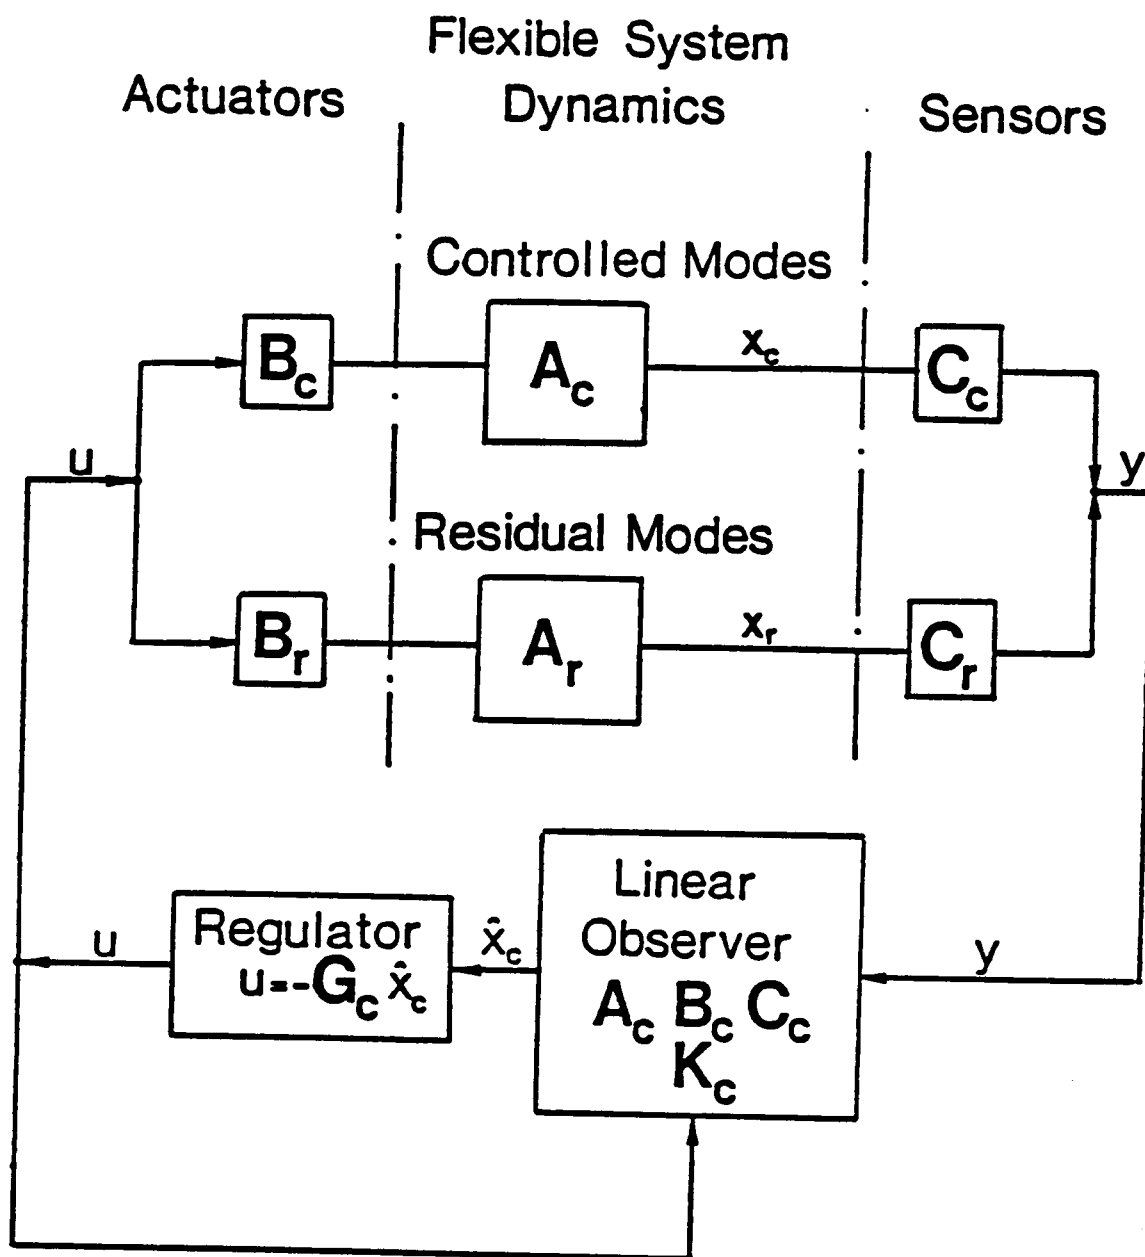 Flexible System
Dynamics
Actuators
Sensors
Controlled Modes
B_c
A_c
x_c
C_c
u
y
Residual Modes
B_r
A_r
x_r
C_r
Linear
Observer
A_c B_c C_c
K_c
Regulator
u=-G_c x̂_c
u
x̂_c
y